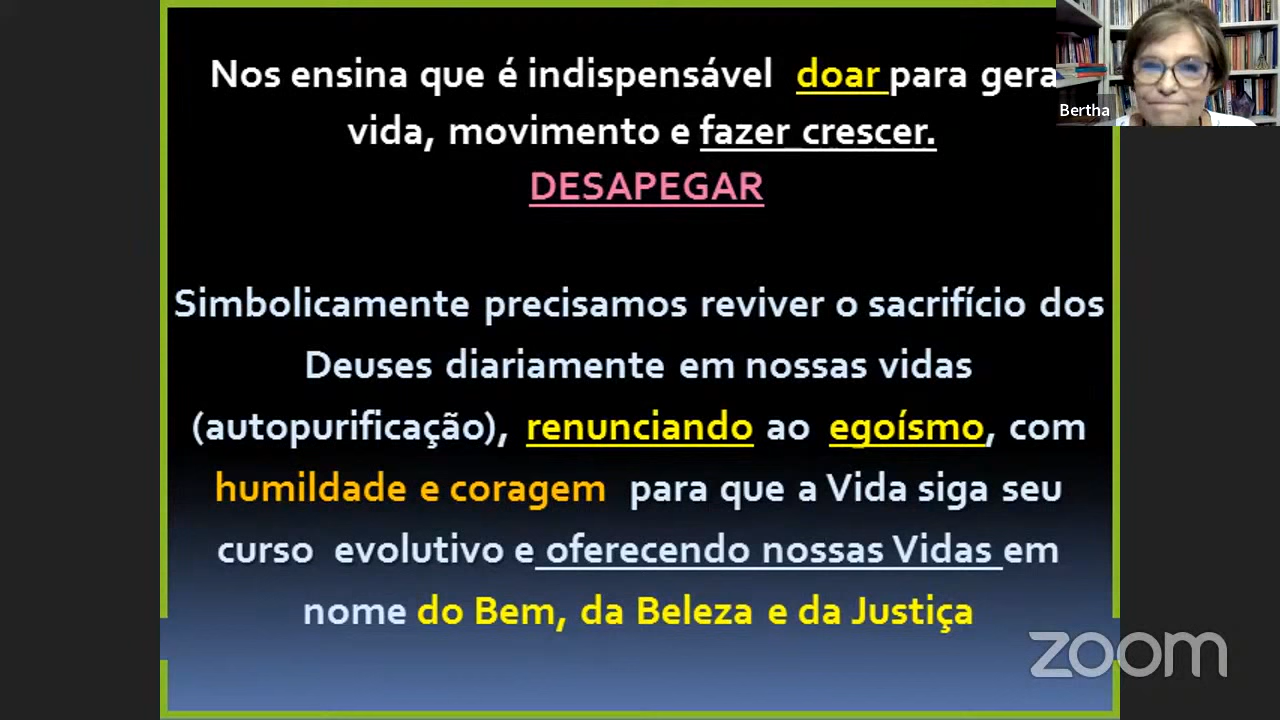 Nos ensina que é indispensável doar para gera
vida, movimento e fazer crescer.
DESAPEGAR
Simbolicamente precisamos reviver o sacrifício dos
Deuses diariamente em nossas vidas
(autopurificação), renunciando ao egoísmo, com
humildade e coragem para que a Vida siga seu
curso evolutivo e oferecendo nossas Vidas em
nome do Bem, da Beleza e da Justiça
Bertha
zoom